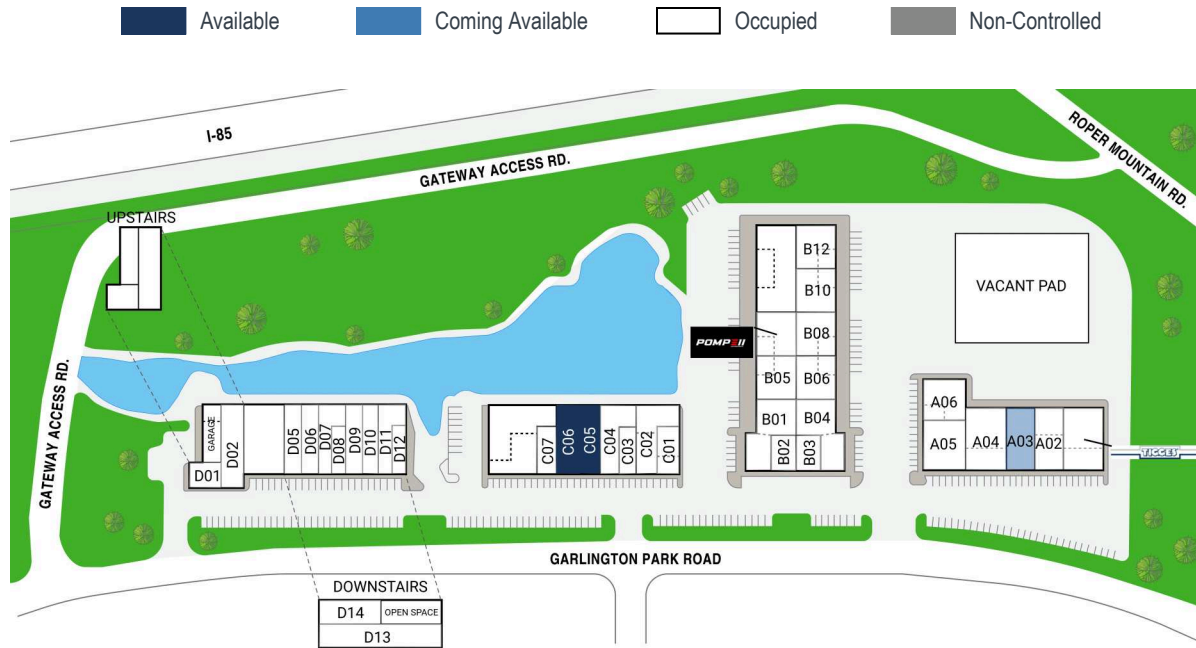 Available
Coming Available
Occupied
Non-Controlled
I-85
GATEWAY ACCESS RD.
ROPER MOUNTAIN RD.
UPSTAIRS
GATEWAY ACCESS RD.
VACANT PAD
POMPEII
B12
B10
B08
B05
B06
B01
B04
B02
B03
A06
A05
A04
A03
A02
GARAGE
D01
D02
D05
D06
D07
D08
D09
D10
D11
D12
C07
C06
C05
C04
C03
C02
C01
GARLINGTON PARK ROAD
DOWNSTAIRS
D14
OPEN SPACE
D13